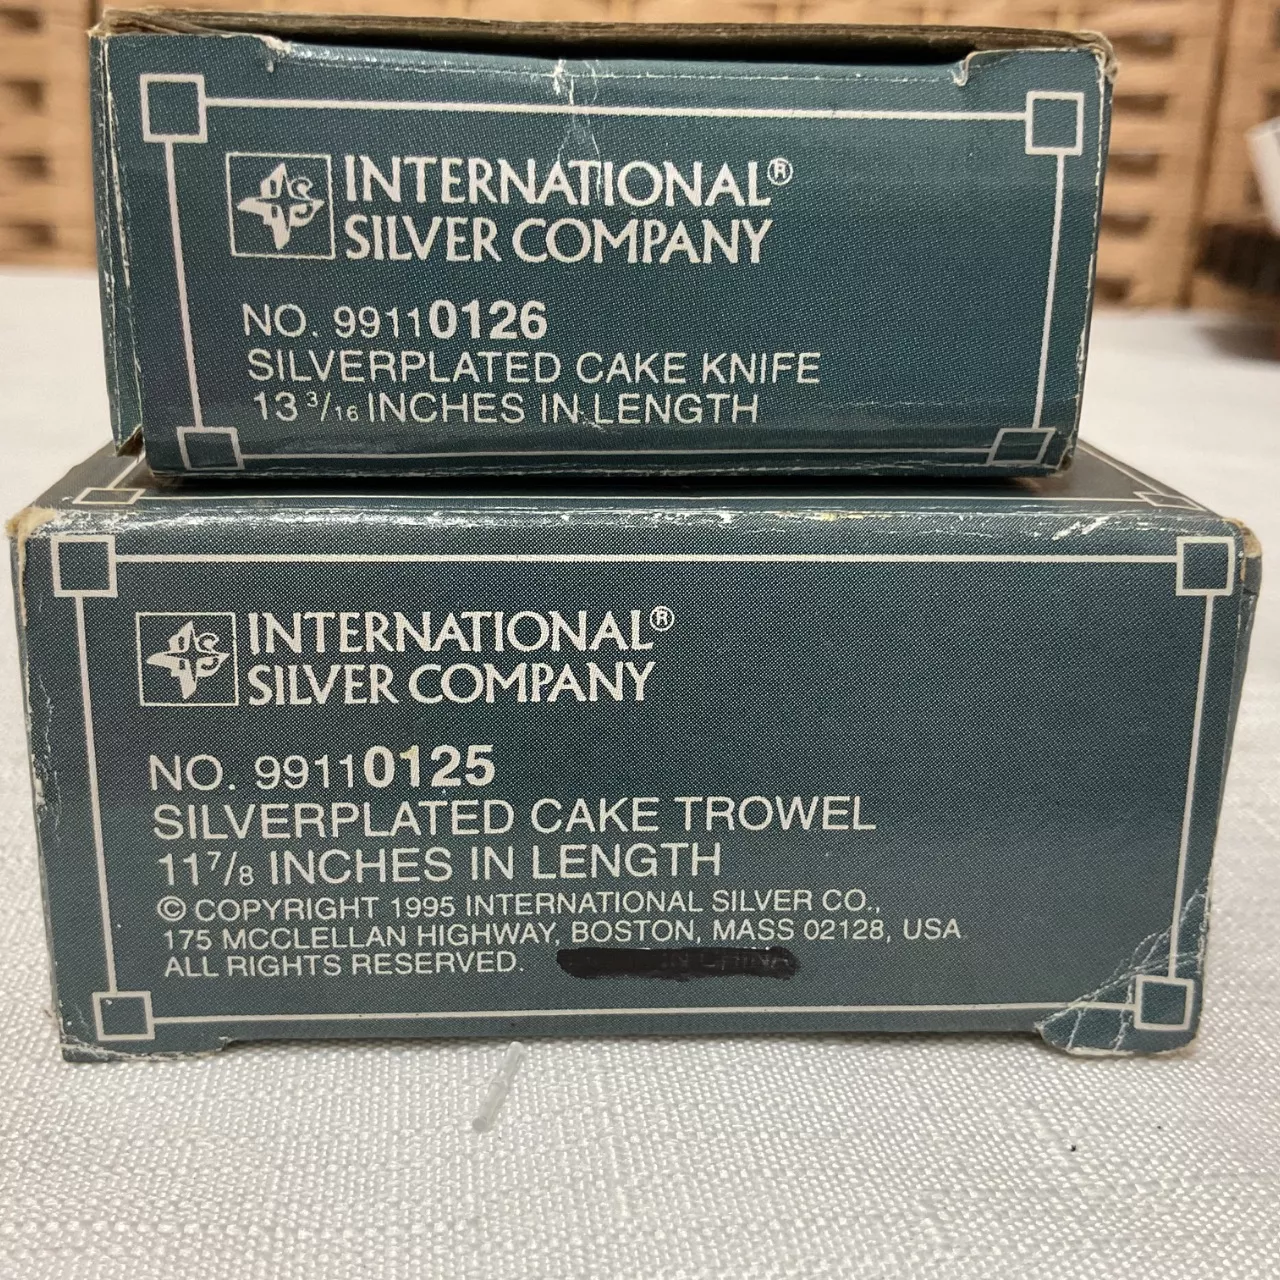 INTERNATIONAL®
SILVER COMPANY
NO. 99110126
SILVERPLATED CAKE KNIFE
13 3/16 INCHES IN LENGTH
INTERNATIONAL®
SILVER COMPANY
NO. 99110125
SILVERPLATED CAKE TROWEL
11 7/8 INCHES IN LENGTH
© COPYRIGHT 1995 INTERNATIONAL SILVER CO.,
175 MCCLELLAN HIGHWAY, BOSTON, MASS 02128, USA
ALL RIGHTS RESERVED. IN CHINA